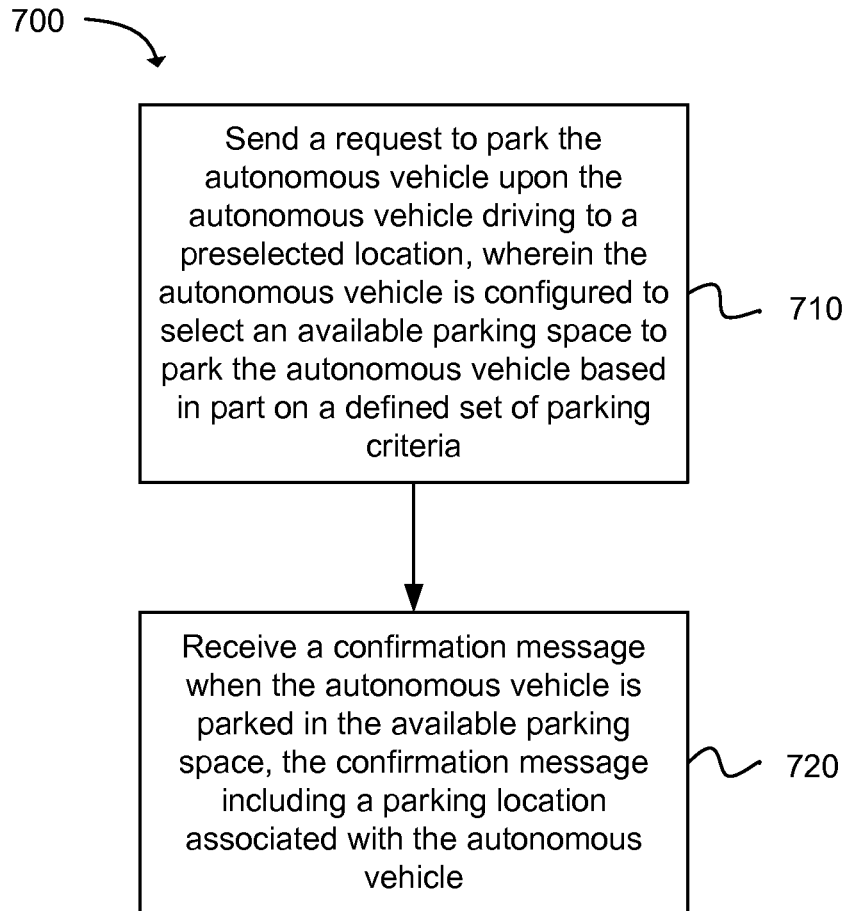 700
Send a request to park the
autonomous vehicle upon the
autonomous vehicle driving to a
preselected location, wherein the
autonomous vehicle is configured to
select an available parking space to
park the autonomous vehicle based
in part on a defined set of parking
criteria
710
Receive a confirmation message
when the autonomous vehicle is
parked in the available parking
space, the confirmation message
including a parking location
associated with the autonomous
vehicle
720